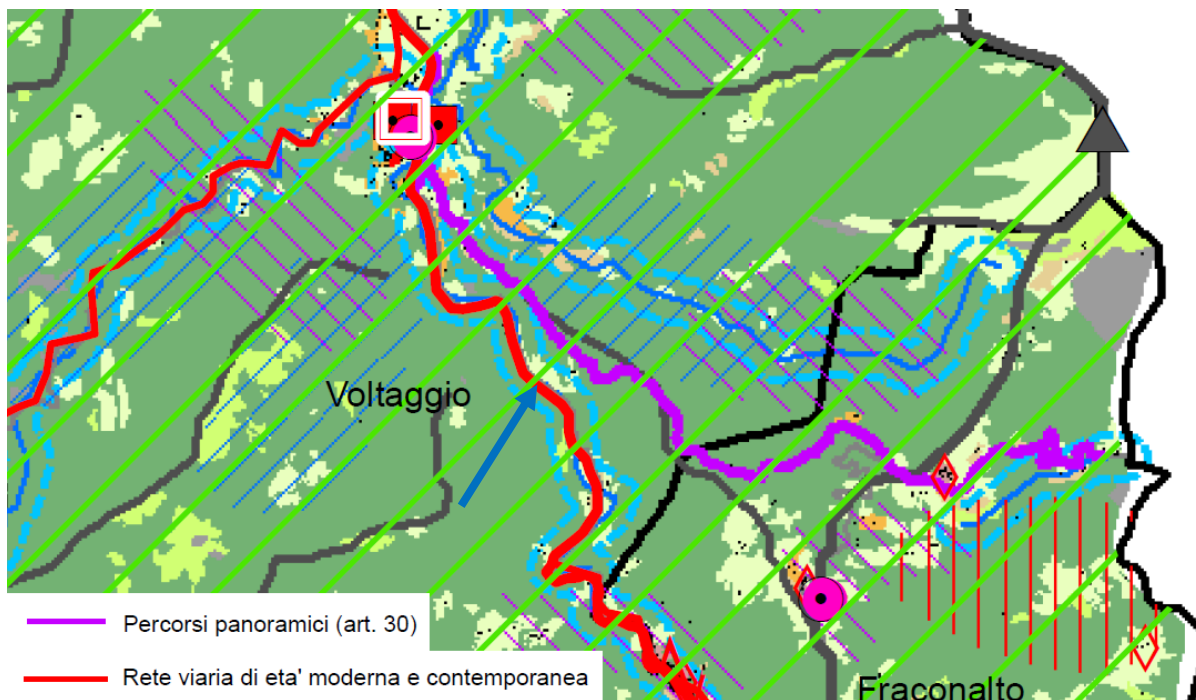 Voltaggio
Percorsi panoramici (art. 30)
Rete viaria di eta' moderna e contemporanea
Fraconalto